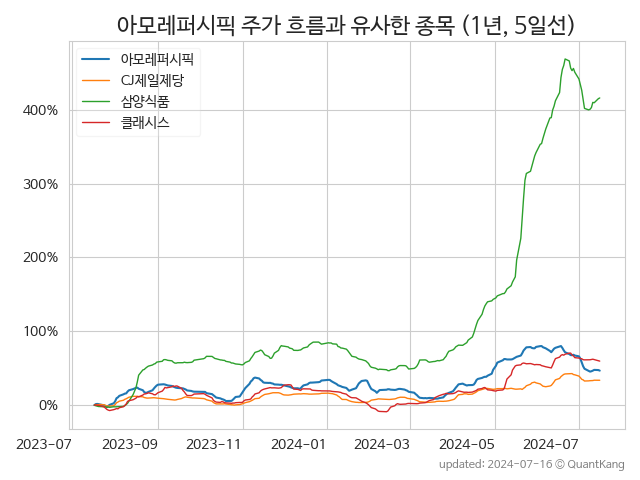 아모레퍼시픽 주가 흐름과 유사한 종목 (1년, 5일선)
아모레퍼시픽
CJ제일제당
삼양식품
클래시스
400%
300%
200%
100%
0%
2023-07 2023-09 2023-11 2024-01 2024-03 2024-05 2024-07
updated: 2024-07-16 © QuantKang